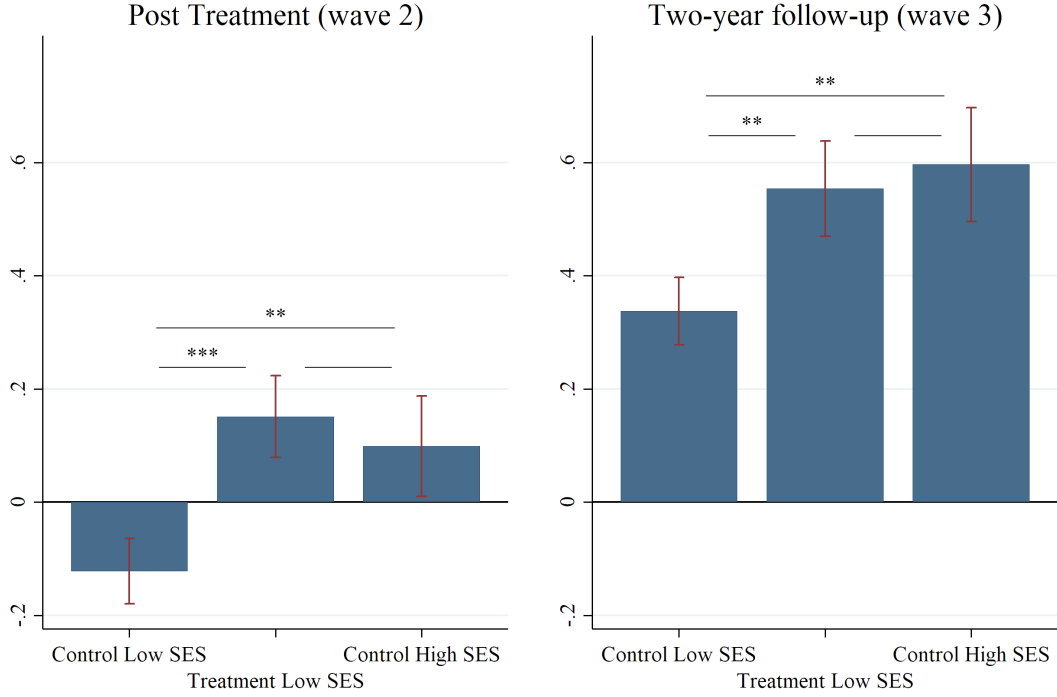 Post Treatment (wave 2)
.6
.4
.2
0
-.2
**
***
Control Low SES
Treatment Low SES
Control High SES
Two-year follow-up (wave 3)
.6
.4
.2
0
-.2
**
**
Control Low SES
Treatment Low SES
Control High SES